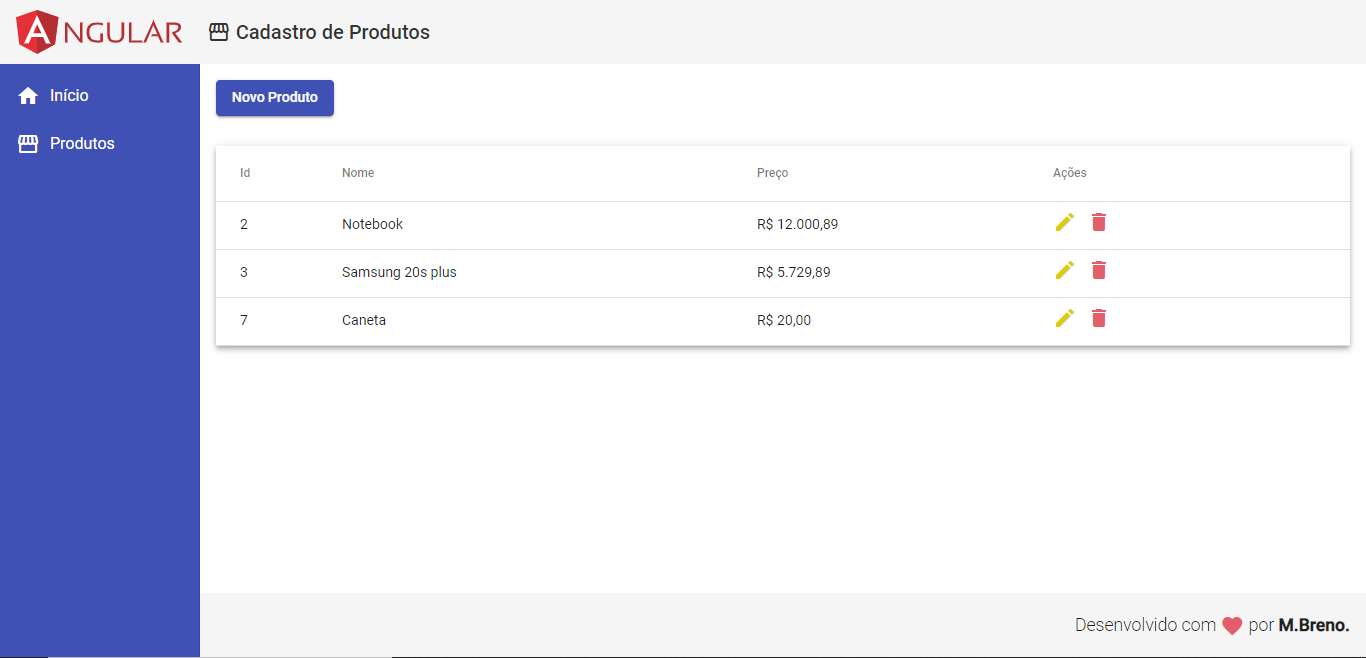 ANGULAR
Cadastro de Produtos
Início
Produtos
Novo Produto
Id Nome Preço Ações
2 Notebook R$ 12.000,89
3 Samsung 20s plus R$ 5.729,89
7 Caneta R$ 20,00
Desenvolvido com por M.Breno.